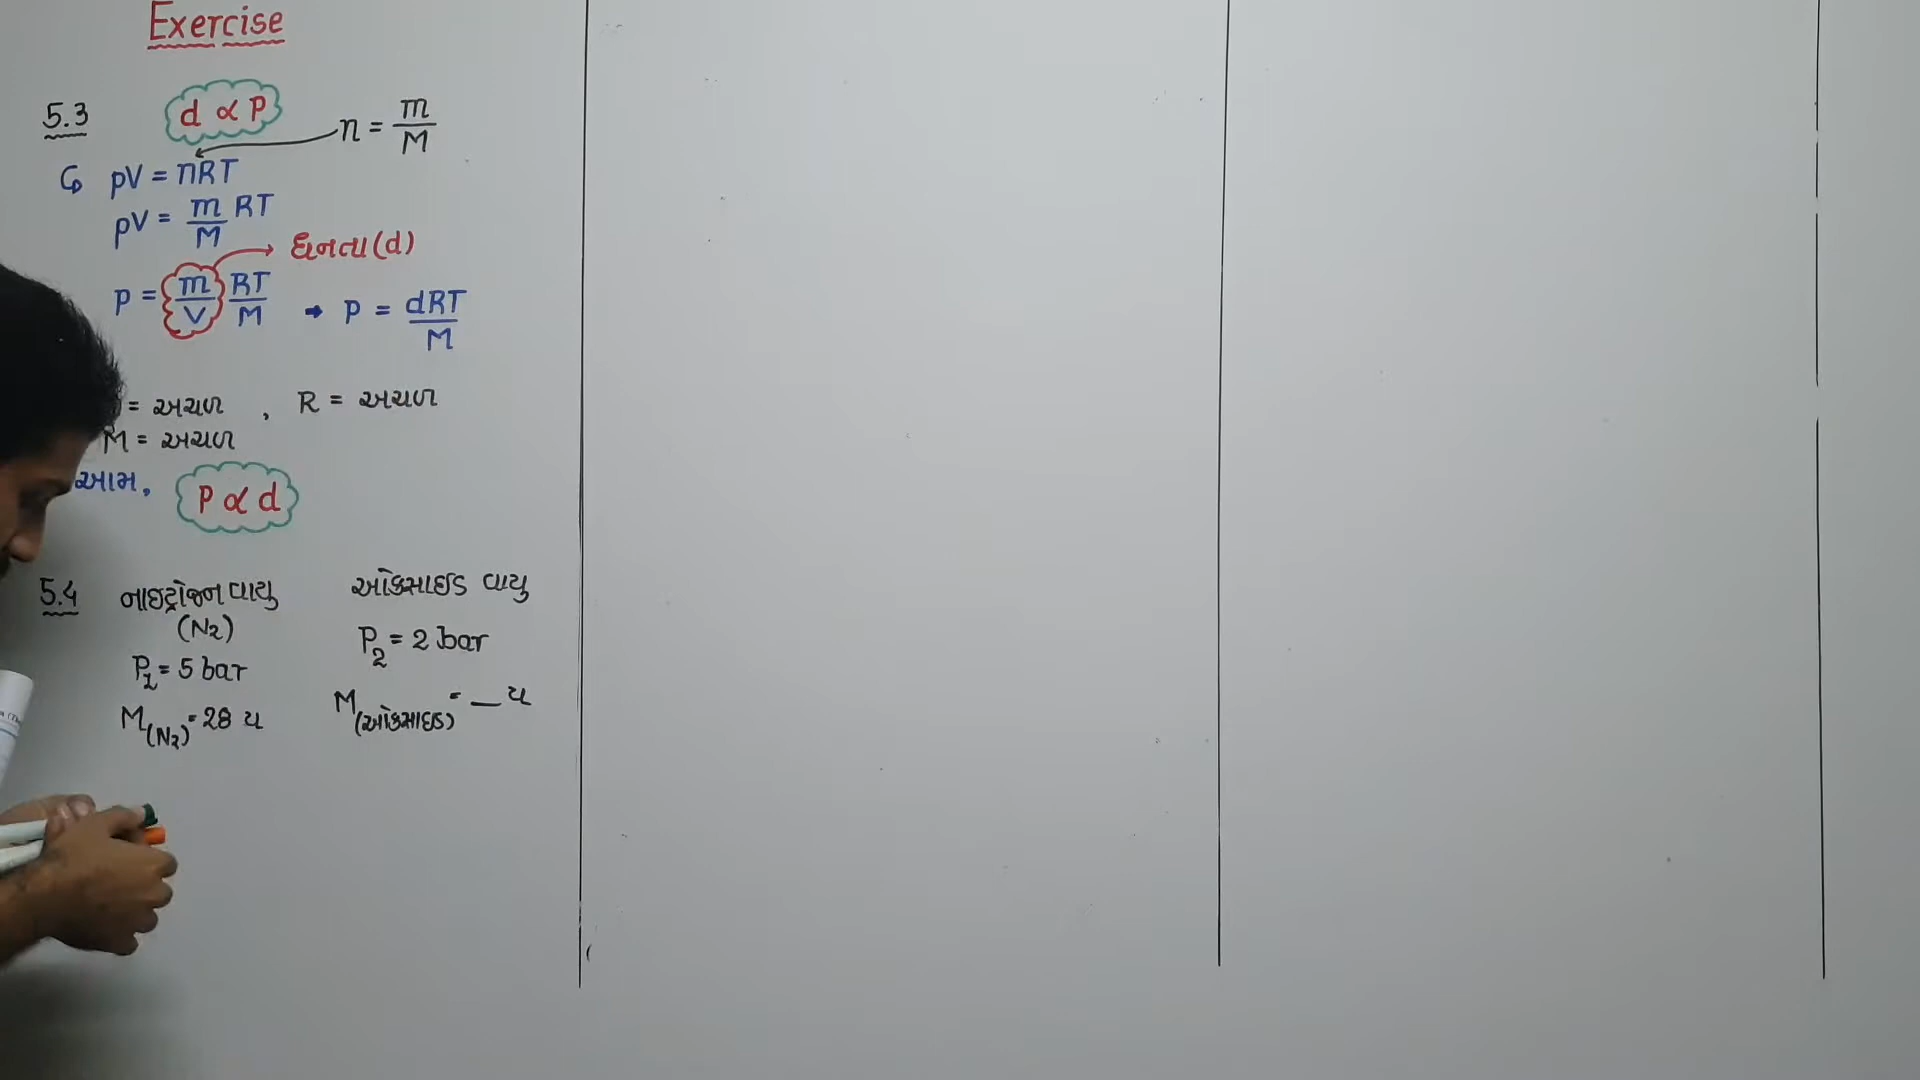 Exercise
5.3
d ∝ P
n = m/M
↳ pV = nRT
pV = m/M RT
ઘનતા (d)
p = m/V RT/M → P = dRT/M
= અચળ , R = અચળ
M = અચળ
આમ,
P ∝ d
5.4 નાઇટ્રોજન વાયુ
(N2)
P1 = 5 bar
M(N2) = 28 u
ઓક્સાઇડ વાયુ
P2 = 2 bar
M(ઓક્સાઇડ) = __ u